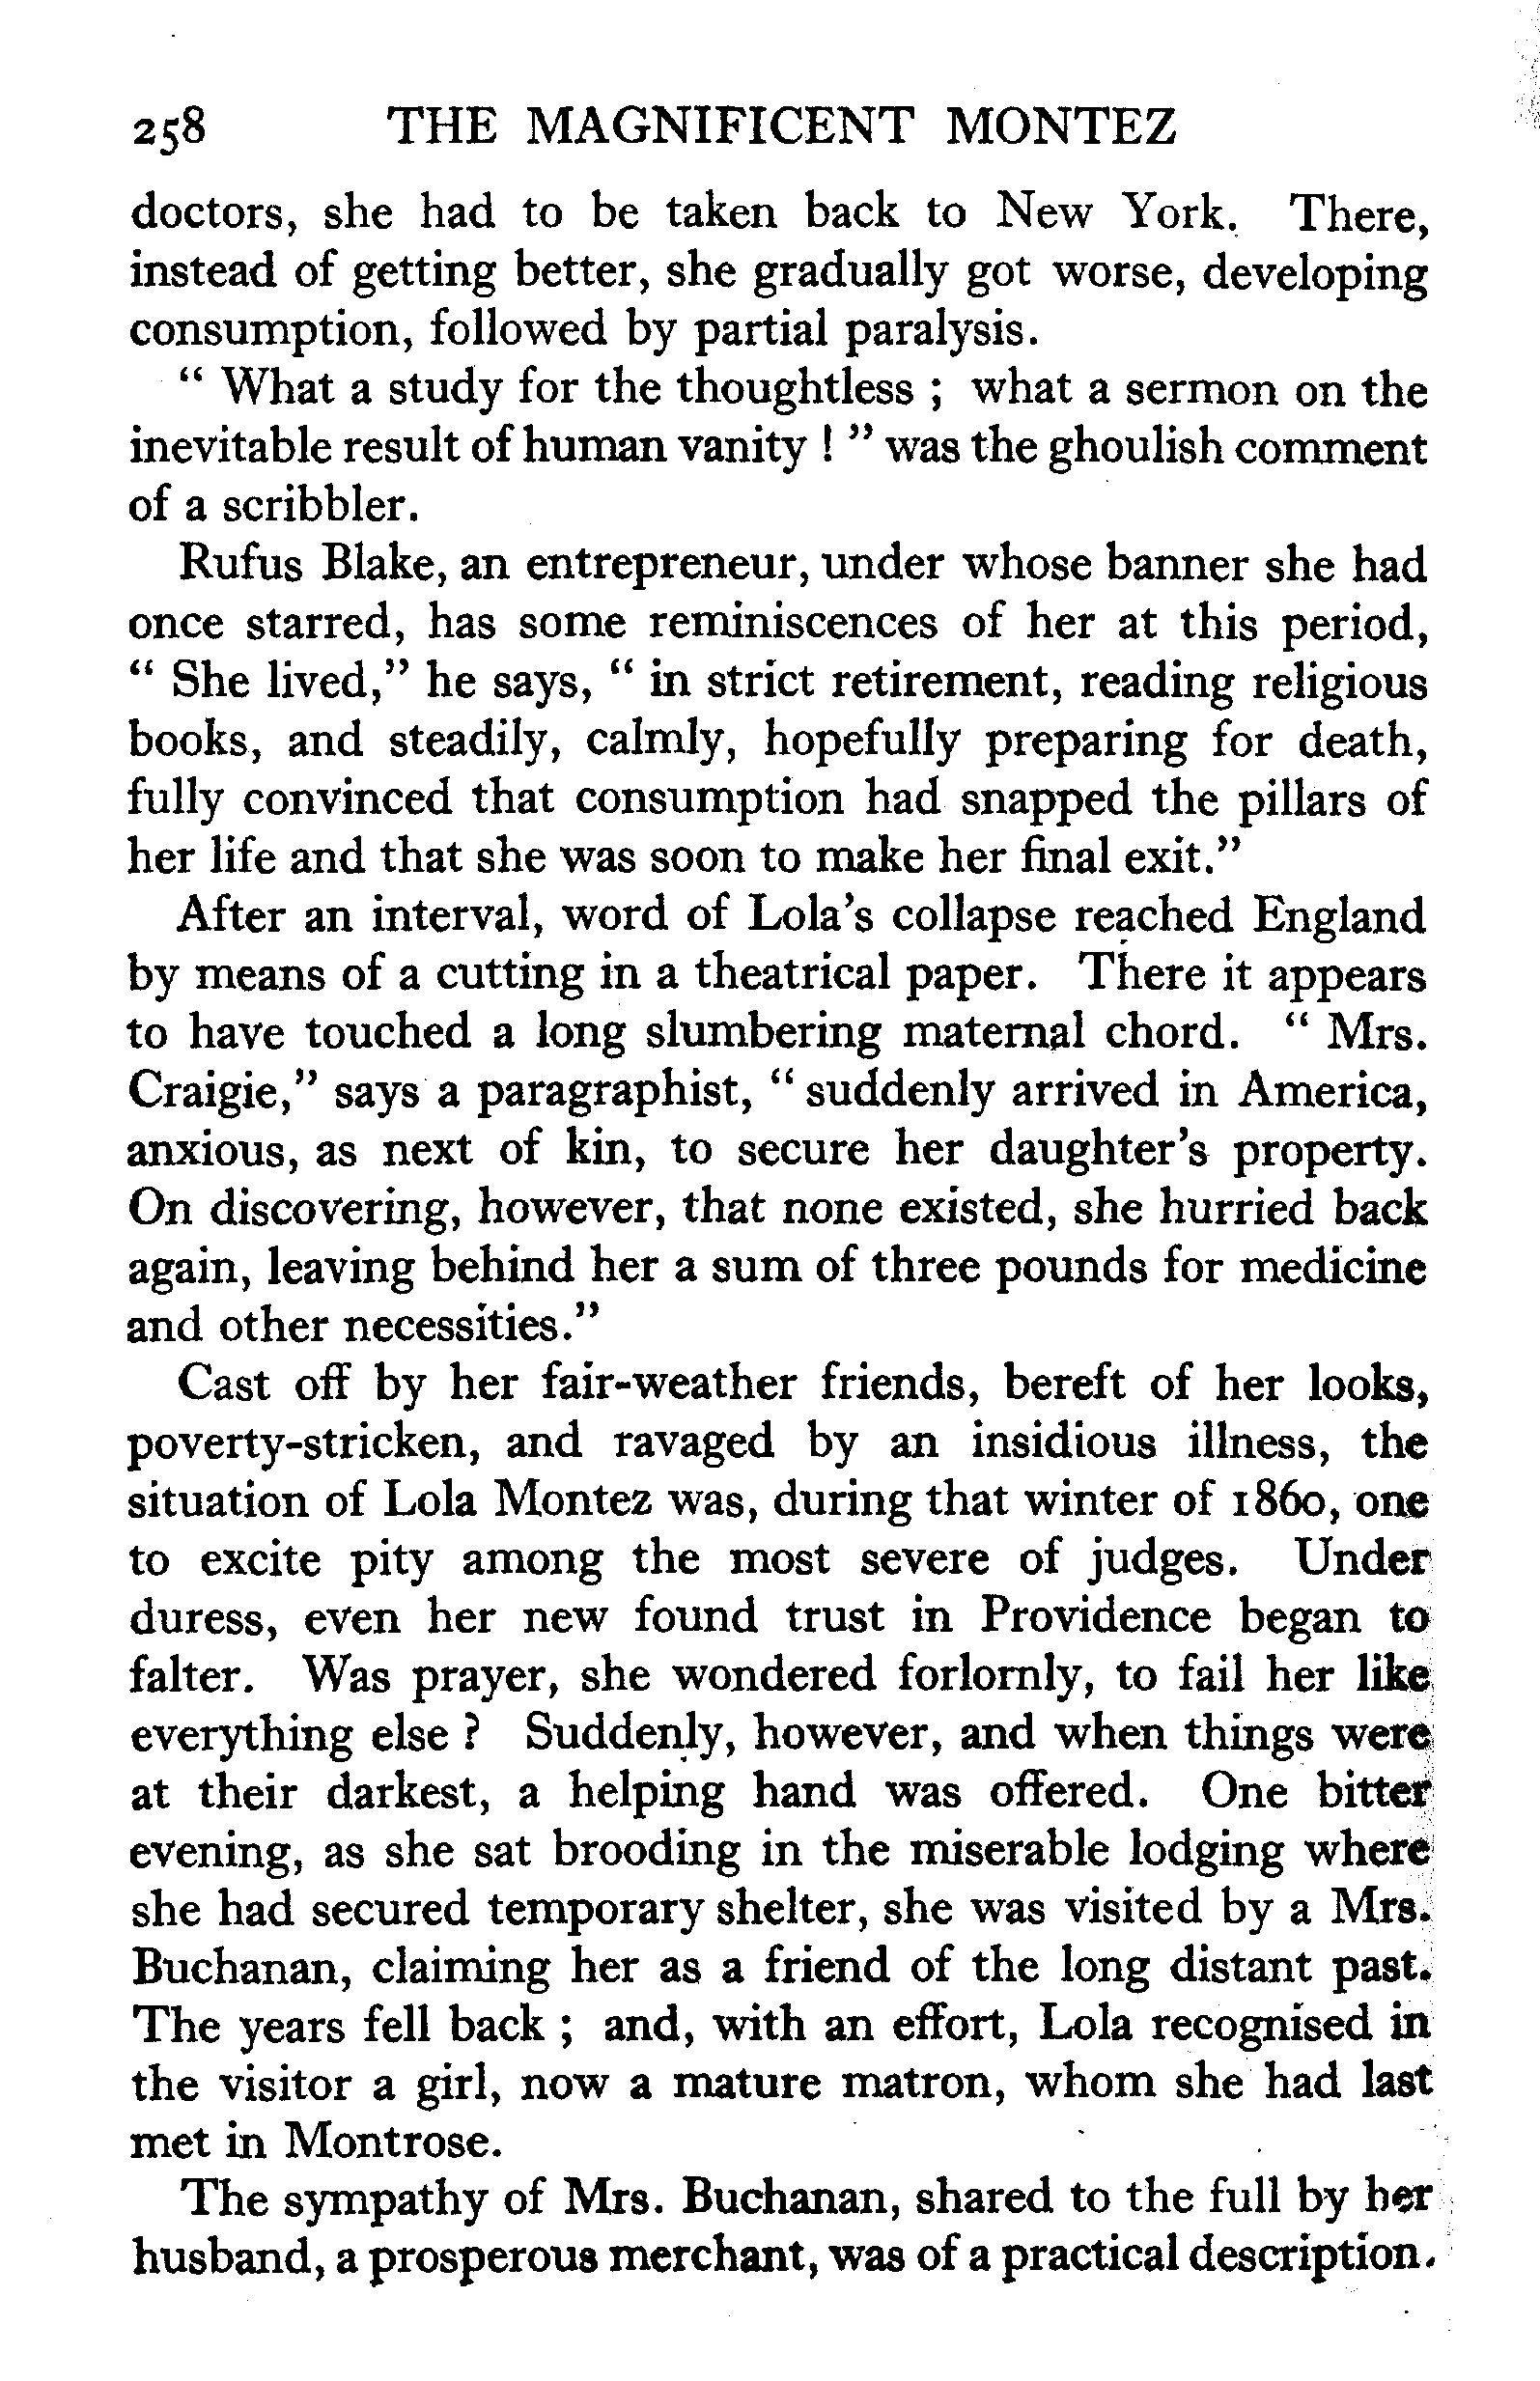 258 THE MAGNIFICENT MONTEZ
doctors, she had to be taken back to New York. There,
instead of getting better, she gradually got worse, developing
consumption, followed by partial paralysis.
“ What a study for the thoughtless ; what a sermon on the
inevitable result of human vanity ! ” was the ghoulish comment
of a scribbler.
Rufus Blake, an entrepreneur, under whose banner she had
once starred, has some reminiscences of her at this period,
“ She lived,” he says, “ in strict retirement, reading religious
books, and steadily, calmly, hopefully preparing for death,
fully convinced that consumption had snapped the pillars of
her life and that she was soon to make her final exit.”
After an interval, word of Lola's collapse reached England
by means of a cutting in a theatrical paper. There it appears
to have touched a long slumbering maternal chord. “ Mrs.
Craigie,” says a paragraphist, “ suddenly arrived in America,
anxious, as next of kin, to secure her daughter's property.
On discovering, however, that none existed, she hurried back
again, leaving behind her a sum of three pounds for medicine
and other necessities.”
Cast off by her fair-weather friends, bereft of her looks,
poverty-stricken, and ravaged by an insidious illness, the
situation of Lola Montez was, during that winter of 1860, one
to excite pity among the most severe of judges. Under
duress, even her new found trust in Providence began to
falter. Was prayer, she wondered forlornly, to fail her like
everything else ? Suddenly, however, and when things were
at their darkest, a helping hand was offered. One bitter
evening, as she sat brooding in the miserable lodging where
she had secured temporary shelter, she was visited by a Mrs.
Buchanan, claiming her as a friend of the long distant past.
The years fell back ; and, with an effort, Lola recognised in
the visitor a girl, now a mature matron, whom she had last
met in Montrose.
The sympathy of Mrs. Buchanan, shared to the full by her
husband, a prosperous merchant, was of a practical description.